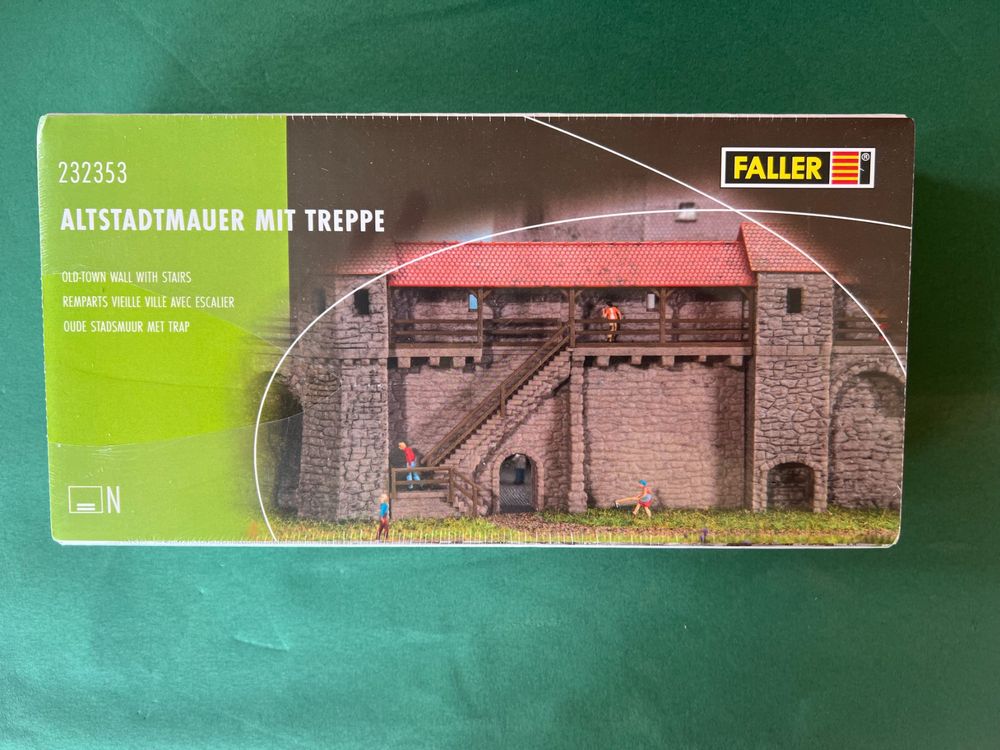 232353
FALLER®
ALTSTADTMAUER MIT TREPPE
OLD-TOWN WALL WITH STAIRS
REMPARTS VIEILLE VILLE AVEC ESCALIER
OUDE STADSMUUR MET TRAP
N